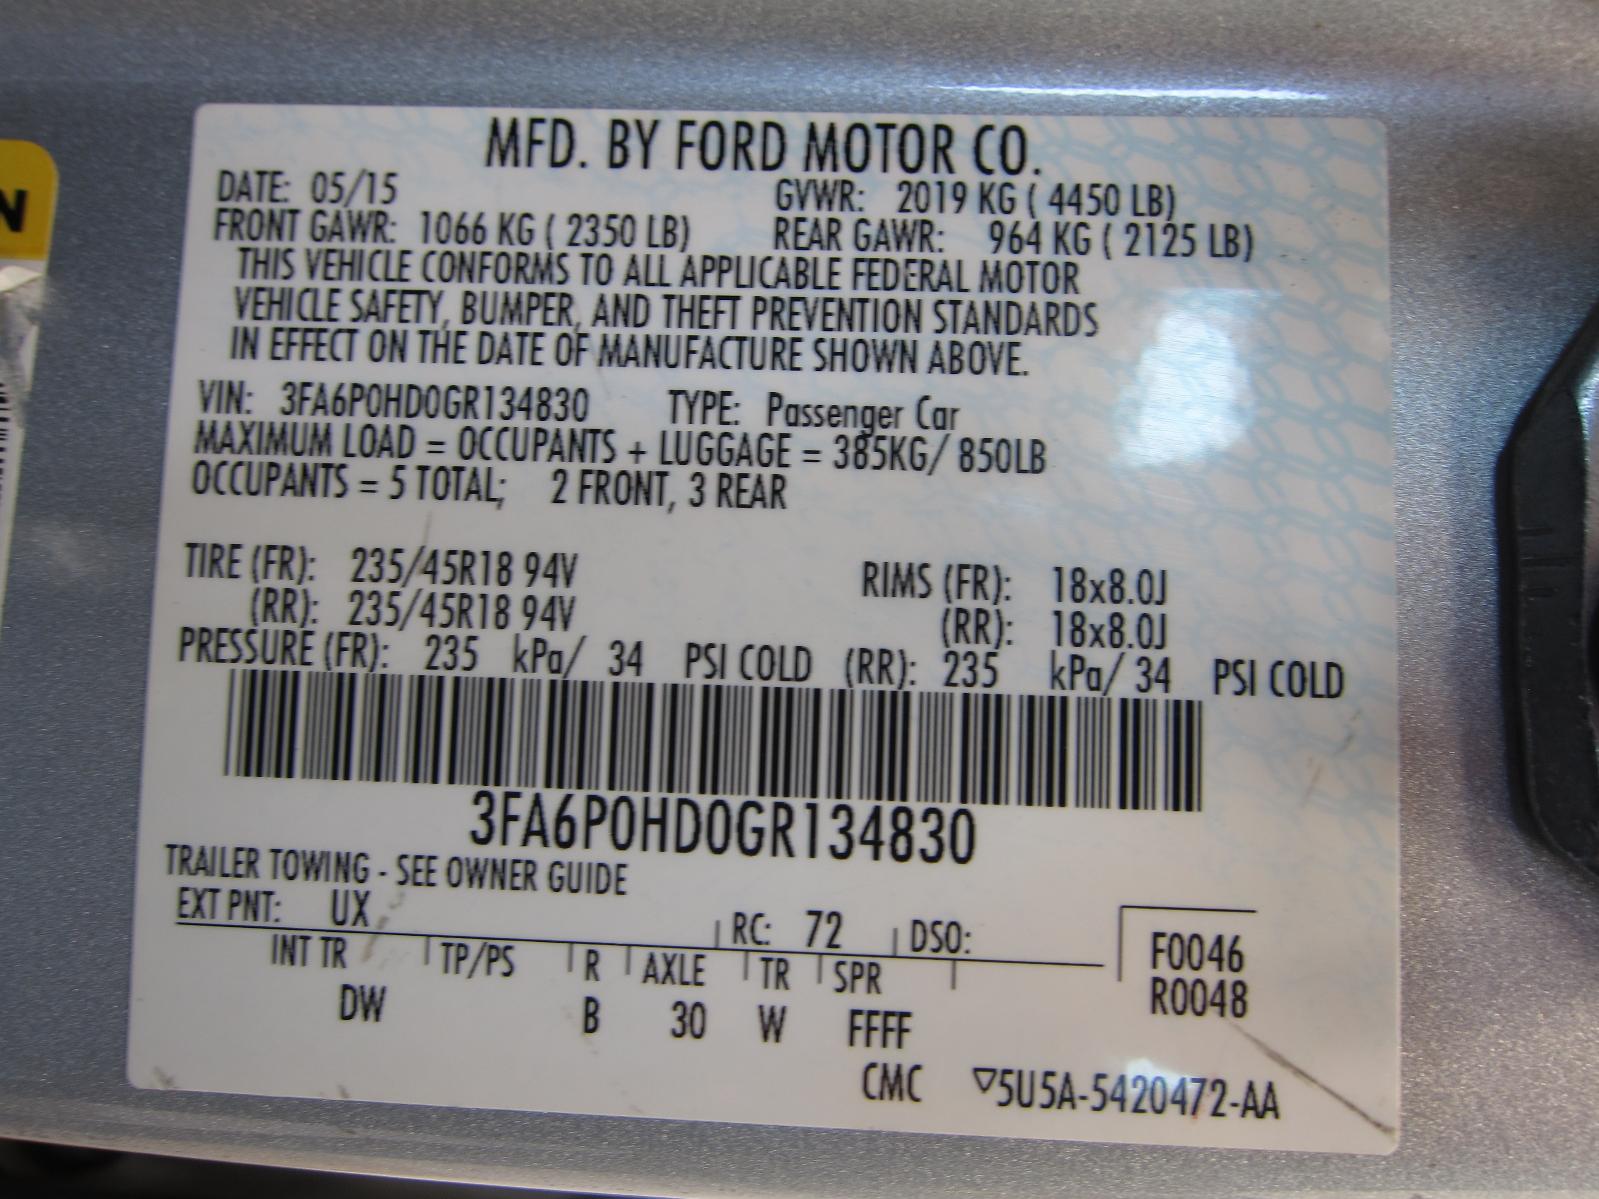 MFD. BY FORD MOTOR CO.
DATE: 05/15 GVWR: 2019 KG ( 4450 LB)
FRONT GAWR: 1066 KG ( 2350 LB) REAR GAWR: 964 KG ( 2125 LB)
THIS VEHICLE CONFORMS TO ALL APPLICABLE FEDERAL MOTOR
VEHICLE SAFETY, BUMPER, AND THEFT PREVENTION STANDARDS
IN EFFECT ON THE DATE OF MANUFACTURE SHOWN ABOVE.
VIN: 3FA6P0HD0GR134830 TYPE: Passenger Car
MAXIMUM LOAD = OCCUPANTS + LUGGAGE = 385KG/ 850LB
OCCUPANTS = 5 TOTAL; 2 FRONT, 3 REAR
TIRE (FR): 235/45R18 94V RIMS (FR): 18x8.0J
(RR): 235/45R18 94V (RR): 18x8.0J
PRESSURE (FR): 235 kPa/ 34 PSI COLD (RR): 235 kPa/ 34 PSI COLD
3FA6P0HD0GR134830
TRAILER TOWING - SEE OWNER GUIDE
EXT PNT: UX RC: 72 DSO: F0046
INT TR TP/PS R AXLE TR SPR R0048
DW B 30 W FFFF
CMC ▽5U5A-5420472-AA
N